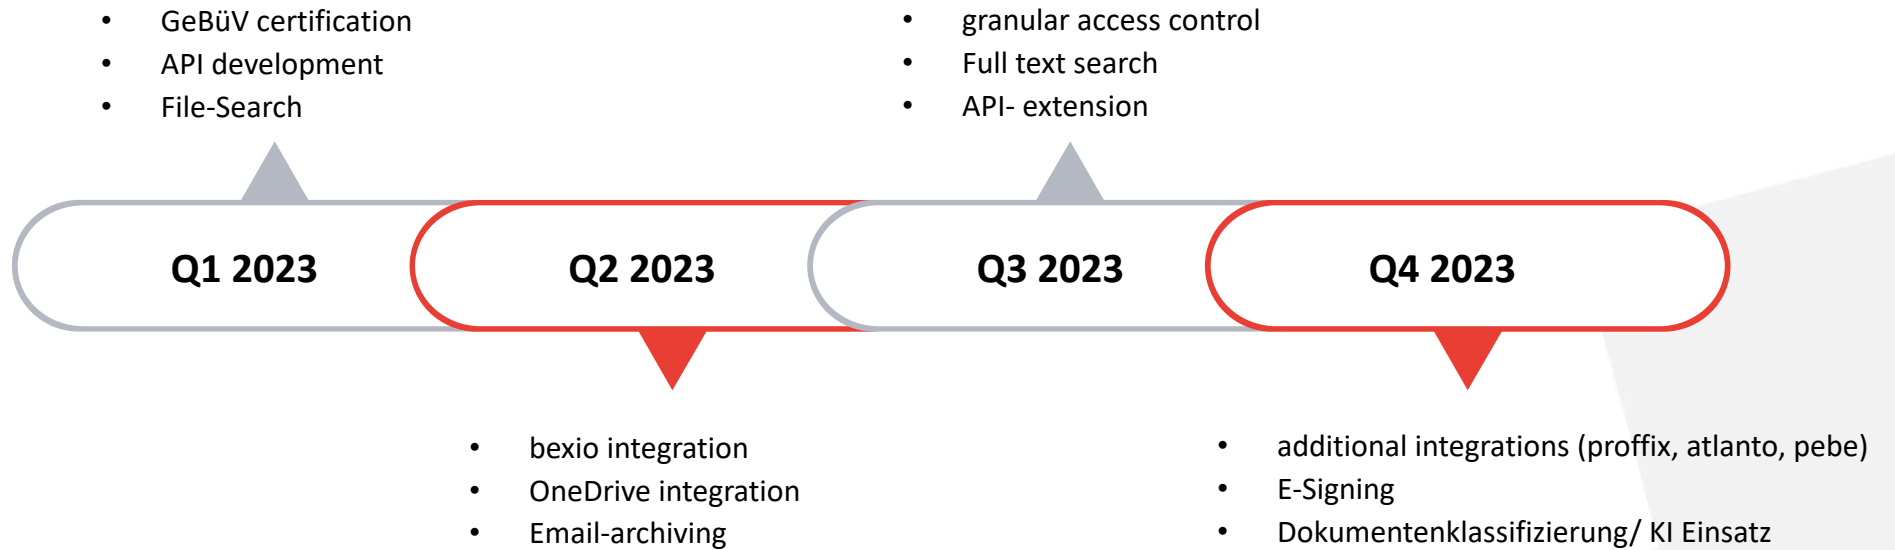 • GeBüV certification
• API development
• File-Search
• granular access control
• Full text search
• API- extension
Q1 2023
Q2 2023
Q3 2023
Q4 2023
• bexio integration
• OneDrive integration
• Email-archiving
• additional integrations (proffix, atlanto, pebe)
• E-Signing
• Dokumentenklassifizierung/ KI Einsatz